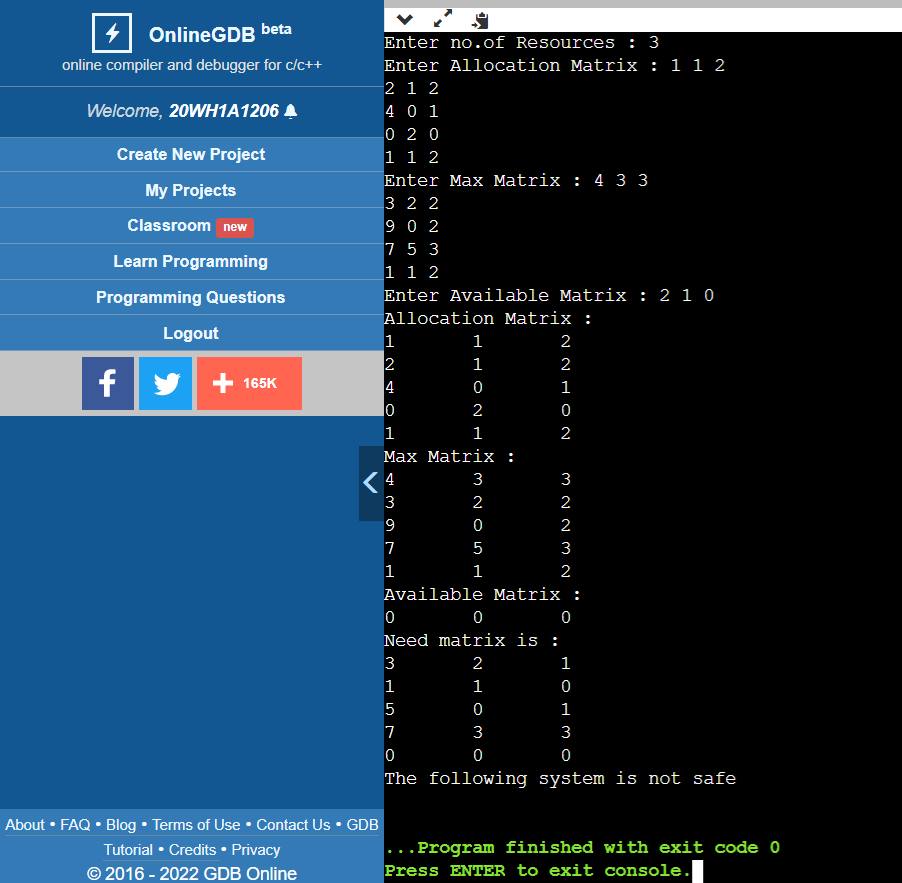 OnlineGDB beta
online compiler and debugger for c/c++
Welcome, 20WH1A1206
Create New Project
My Projects
Classroom new
Learn Programming
Programming Questions
Logout
165K
About • FAQ • Blog • Terms of Use • Contact Us • GDB
Tutorial • Credits • Privacy
© 2016 - 2022 GDB Online
Enter no.of Resources : 3
Enter Allocation Matrix : 1 1 2
2 1 2
4 0 1
0 2 0
1 1 2
Enter Max Matrix : 4 3 3
3 2 2
9 0 2
7 5 3
1 1 2
Enter Available Matrix : 2 1 0
Allocation Matrix :
1 1 2
2 1 2
4 0 1
0 2 0
1 1 2
Max Matrix :
4 3 3
3 2 2
9 0 2
7 5 3
1 1 2
Available Matrix :
0 0 0
Need matrix is :
3 2 1
1 1 0
5 0 1
7 3 3
0 0 0
The following system is not safe
...Program finished with exit code 0
Press ENTER to exit console.